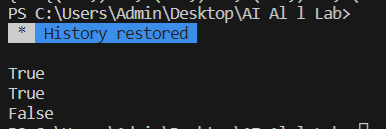 PS C:\Users\Admin\Desktop\AI Al l Lab>
* History restored
True
True
False